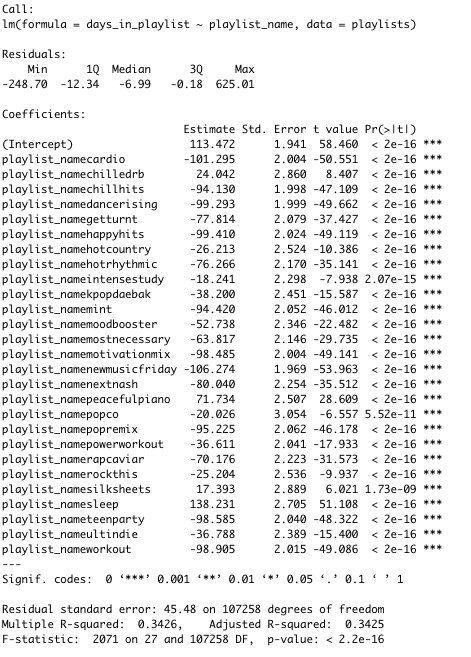 Call:
lm(formula = days_in_playlist ~ playlist_name, data = playlists)
Residuals:
Min 1Q Median 3Q Max
-248.70 -12.34 -6.99 -0.18 625.01
Coefficients:
Estimate Std. Error t value Pr(>|t|)
(Intercept) 113.472 1.941 58.460 < 2e-16 ***
playlist_namecardio -101.295 2.004 -50.551 < 2e-16 ***
playlist_namechilledrb 24.042 2.860 8.407 < 2e-16 ***
playlist_namechillhits -94.130 1.998 -47.109 < 2e-16 ***
playlist_namedancerising -99.293 1.999 -49.662 < 2e-16 ***
playlist_namegetturnt -77.814 2.079 -37.427 < 2e-16 ***
playlist_namehappyhits -99.410 2.024 -49.119 < 2e-16 ***
playlist_namehotcountry -26.213 2.524 -10.386 < 2e-16 ***
playlist_namehotrhythmic -76.266 2.170 -35.141 < 2e-16 ***
playlist_nameintensestudy -18.241 2.298 -7.938 2.07e-15 ***
playlist_namekpopdaebak -38.200 2.451 -15.587 < 2e-16 ***
playlist_namemint -94.420 2.052 -46.012 < 2e-16 ***
playlist_namemoodbooster -52.738 2.346 -22.482 < 2e-16 ***
playlist_namemostnecessary -63.817 2.146 -29.735 < 2e-16 ***
playlist_namemotivationmix -98.485 2.004 -49.141 < 2e-16 ***
playlist_namenewmusicfriday -106.274 1.969 -53.963 < 2e-16 ***
playlist_namenextnash -80.040 2.254 -35.512 < 2e-16 ***
playlist_namepeacefulpiano 71.734 2.507 28.609 < 2e-16 ***
playlist_namepopco -20.026 3.054 -6.557 5.52e-11 ***
playlist_namepopremix -95.225 2.062 -46.178 < 2e-16 ***
playlist_namepowerworkout -36.611 2.041 -17.933 < 2e-16 ***
playlist_namerapcaviar -70.176 2.223 -31.573 < 2e-16 ***
playlist_namerockthis -25.204 2.536 -9.937 < 2e-16 ***
playlist_namesilksheets 17.393 2.889 6.021 1.73e-09 ***
playlist_namesleep 138.231 2.705 51.108 < 2e-16 ***
playlist_nameteenparty -98.585 2.040 -48.322 < 2e-16 ***
playlist_nameultindie -36.788 2.389 -15.400 < 2e-16 ***
playlist_nameworkout -98.905 2.015 -49.086 < 2e-16 ***
---
Signif. codes: 0 ‘***’ 0.001 ‘**’ 0.01 ‘*’ 0.05 ‘.’ 0.1 ‘ ’ 1
Residual standard error: 45.48 on 107258 degrees of freedom
Multiple R-squared: 0.3426, Adjusted R-squared: 0.3425
F-statistic: 2071 on 27 and 107258 DF, p-value: < 2.2e-16